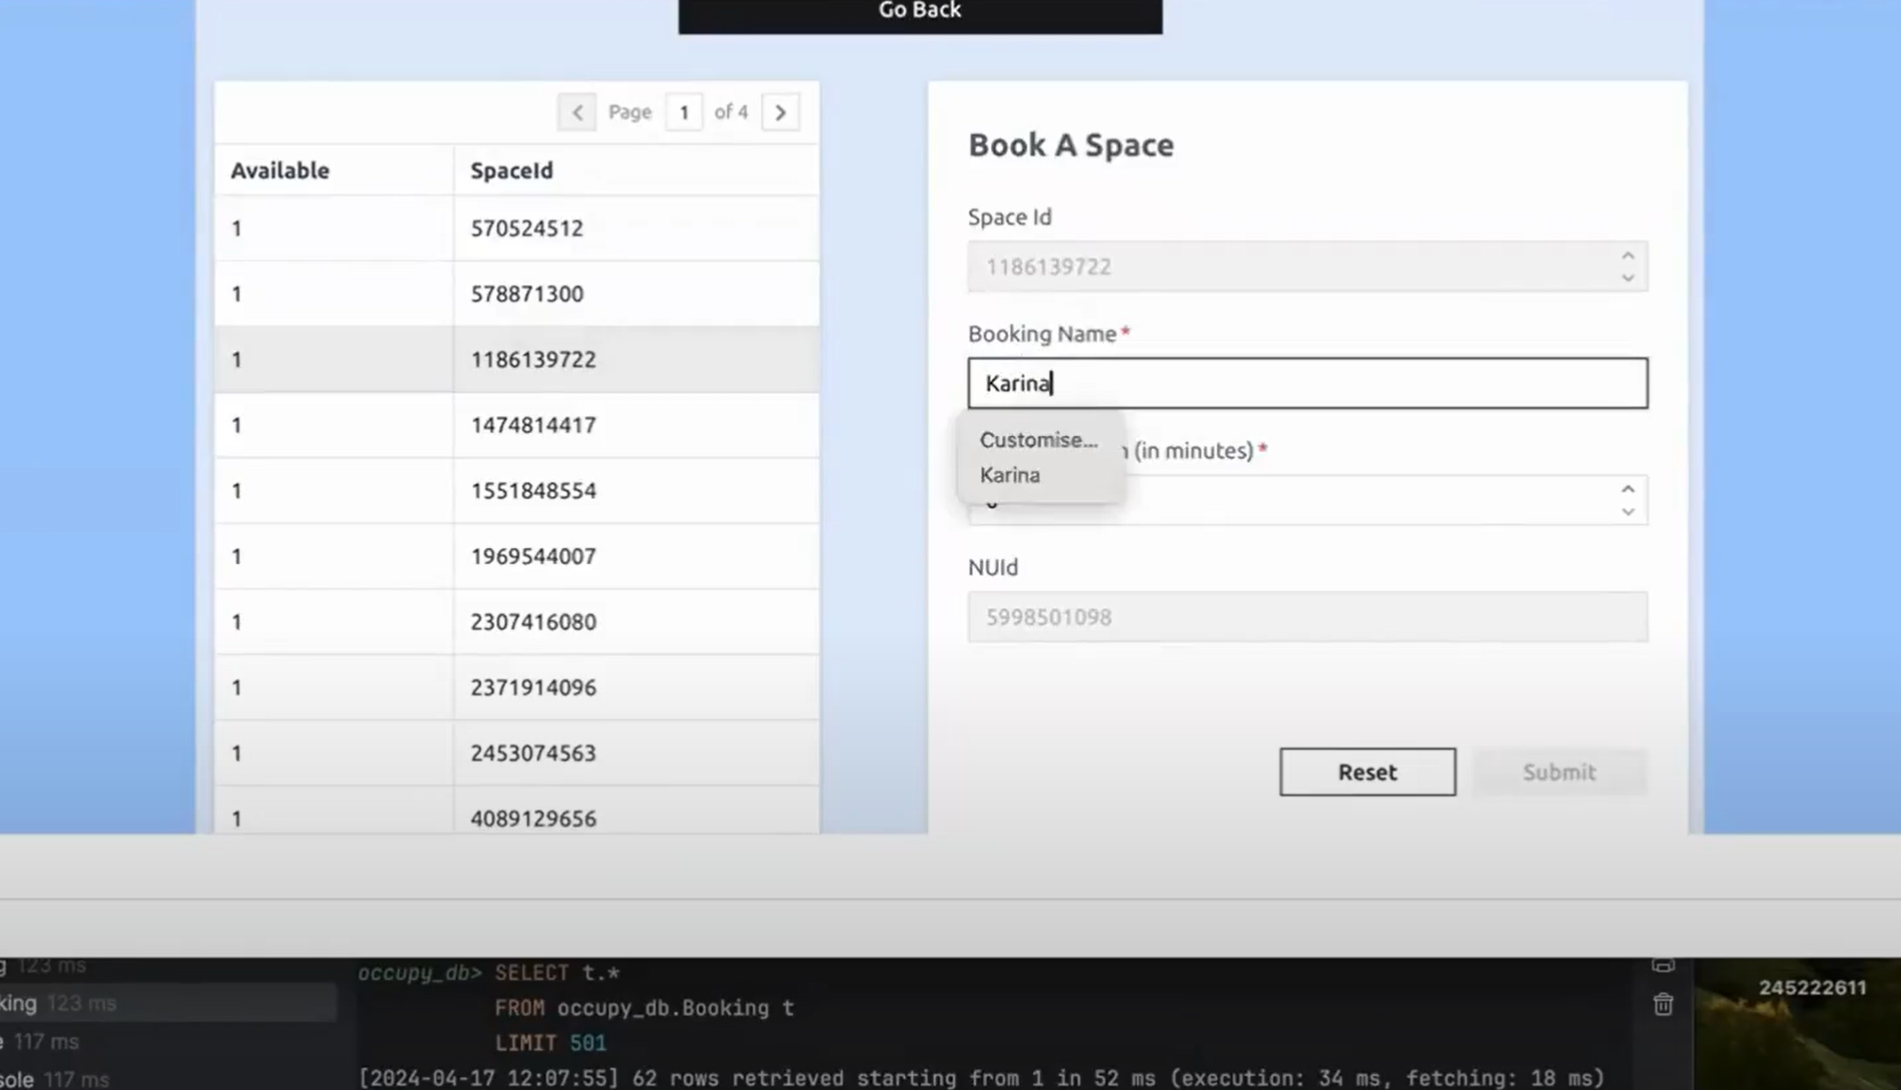 Go Back
Page 1 of 4
Available SpaceId
1 570524512
1 578871300
1 1186139722
1 1474814417
1 1551848554
1 1969544007
1 2307416080
1 2371914096
1 2453074563
1 4089129656
Book A Space
Space Id
1186139722
Booking Name*
Karina
Customise...
Karina
(in minutes)*
NUId
5998501098
Reset Submit
123 ms
king 123 ms
117 ms
sole 117 ms
occupy_db> SELECT t.*
FROM occupy_db.Booking t
LIMIT 501
[2024-04-17 12:07:55] 62 rows retrieved starting from 1 in 52 ms (execution: 34 ms, fetching: 18 ms)
245222611